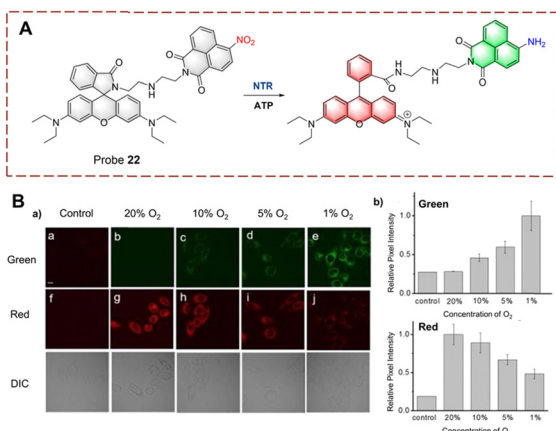 A
NO₂
O
N
O
O
N
H
N
N
O
N
NTR
ATP
O
N
O
NH₂
O
N
H
H
N
N
O
N
+
Probe 22
B
a)
Control
20% O₂
10% O₂
5% O₂
1% O₂
Green
a
b
c
d
e
Red
f
g
h
i
j
DIC
b)
Green
Relative Pixel Intensity
1.0
0.5
0.0
control
20%
10%
5%
1%
Concentration of O₂
Red
Relative Pixel Intensity
1.0
0.5
0.0
control
20%
10%
5%
1%